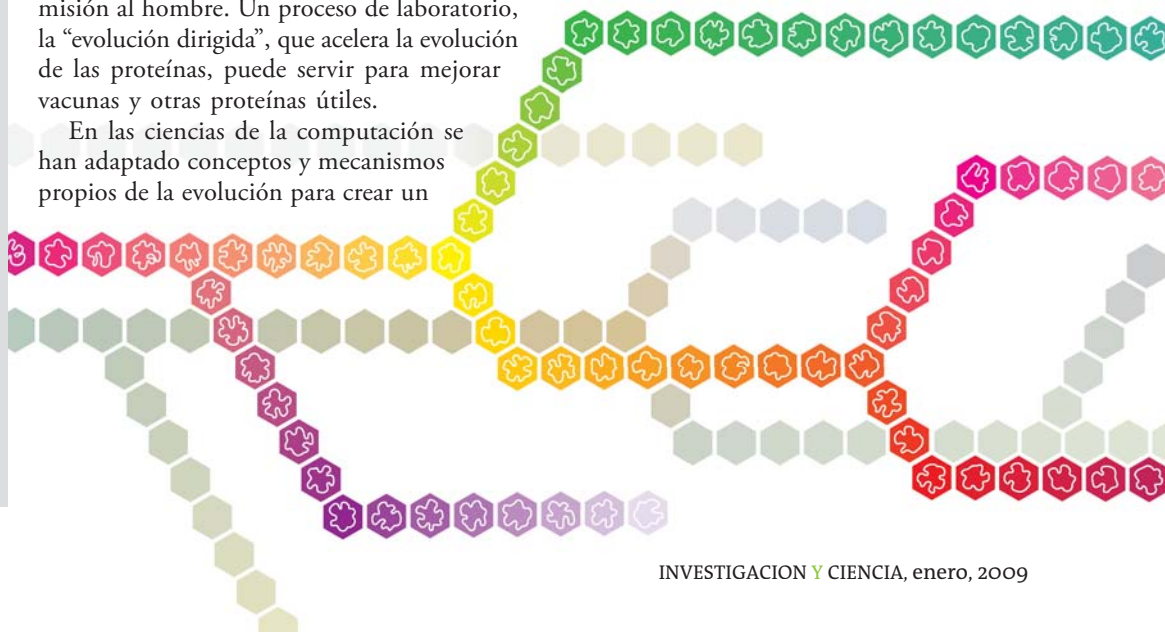 misión al hombre. Un proceso de laboratorio,
la “evolución dirigida”, que acelera la evolución
de las proteínas, puede servir para mejorar
vacunas y otras proteínas útiles.
En las ciencias de la computación se
han adaptado conceptos y mecanismos
propios de la evolución para crear un
INVESTIGACION Y CIENCIA, enero, 2009